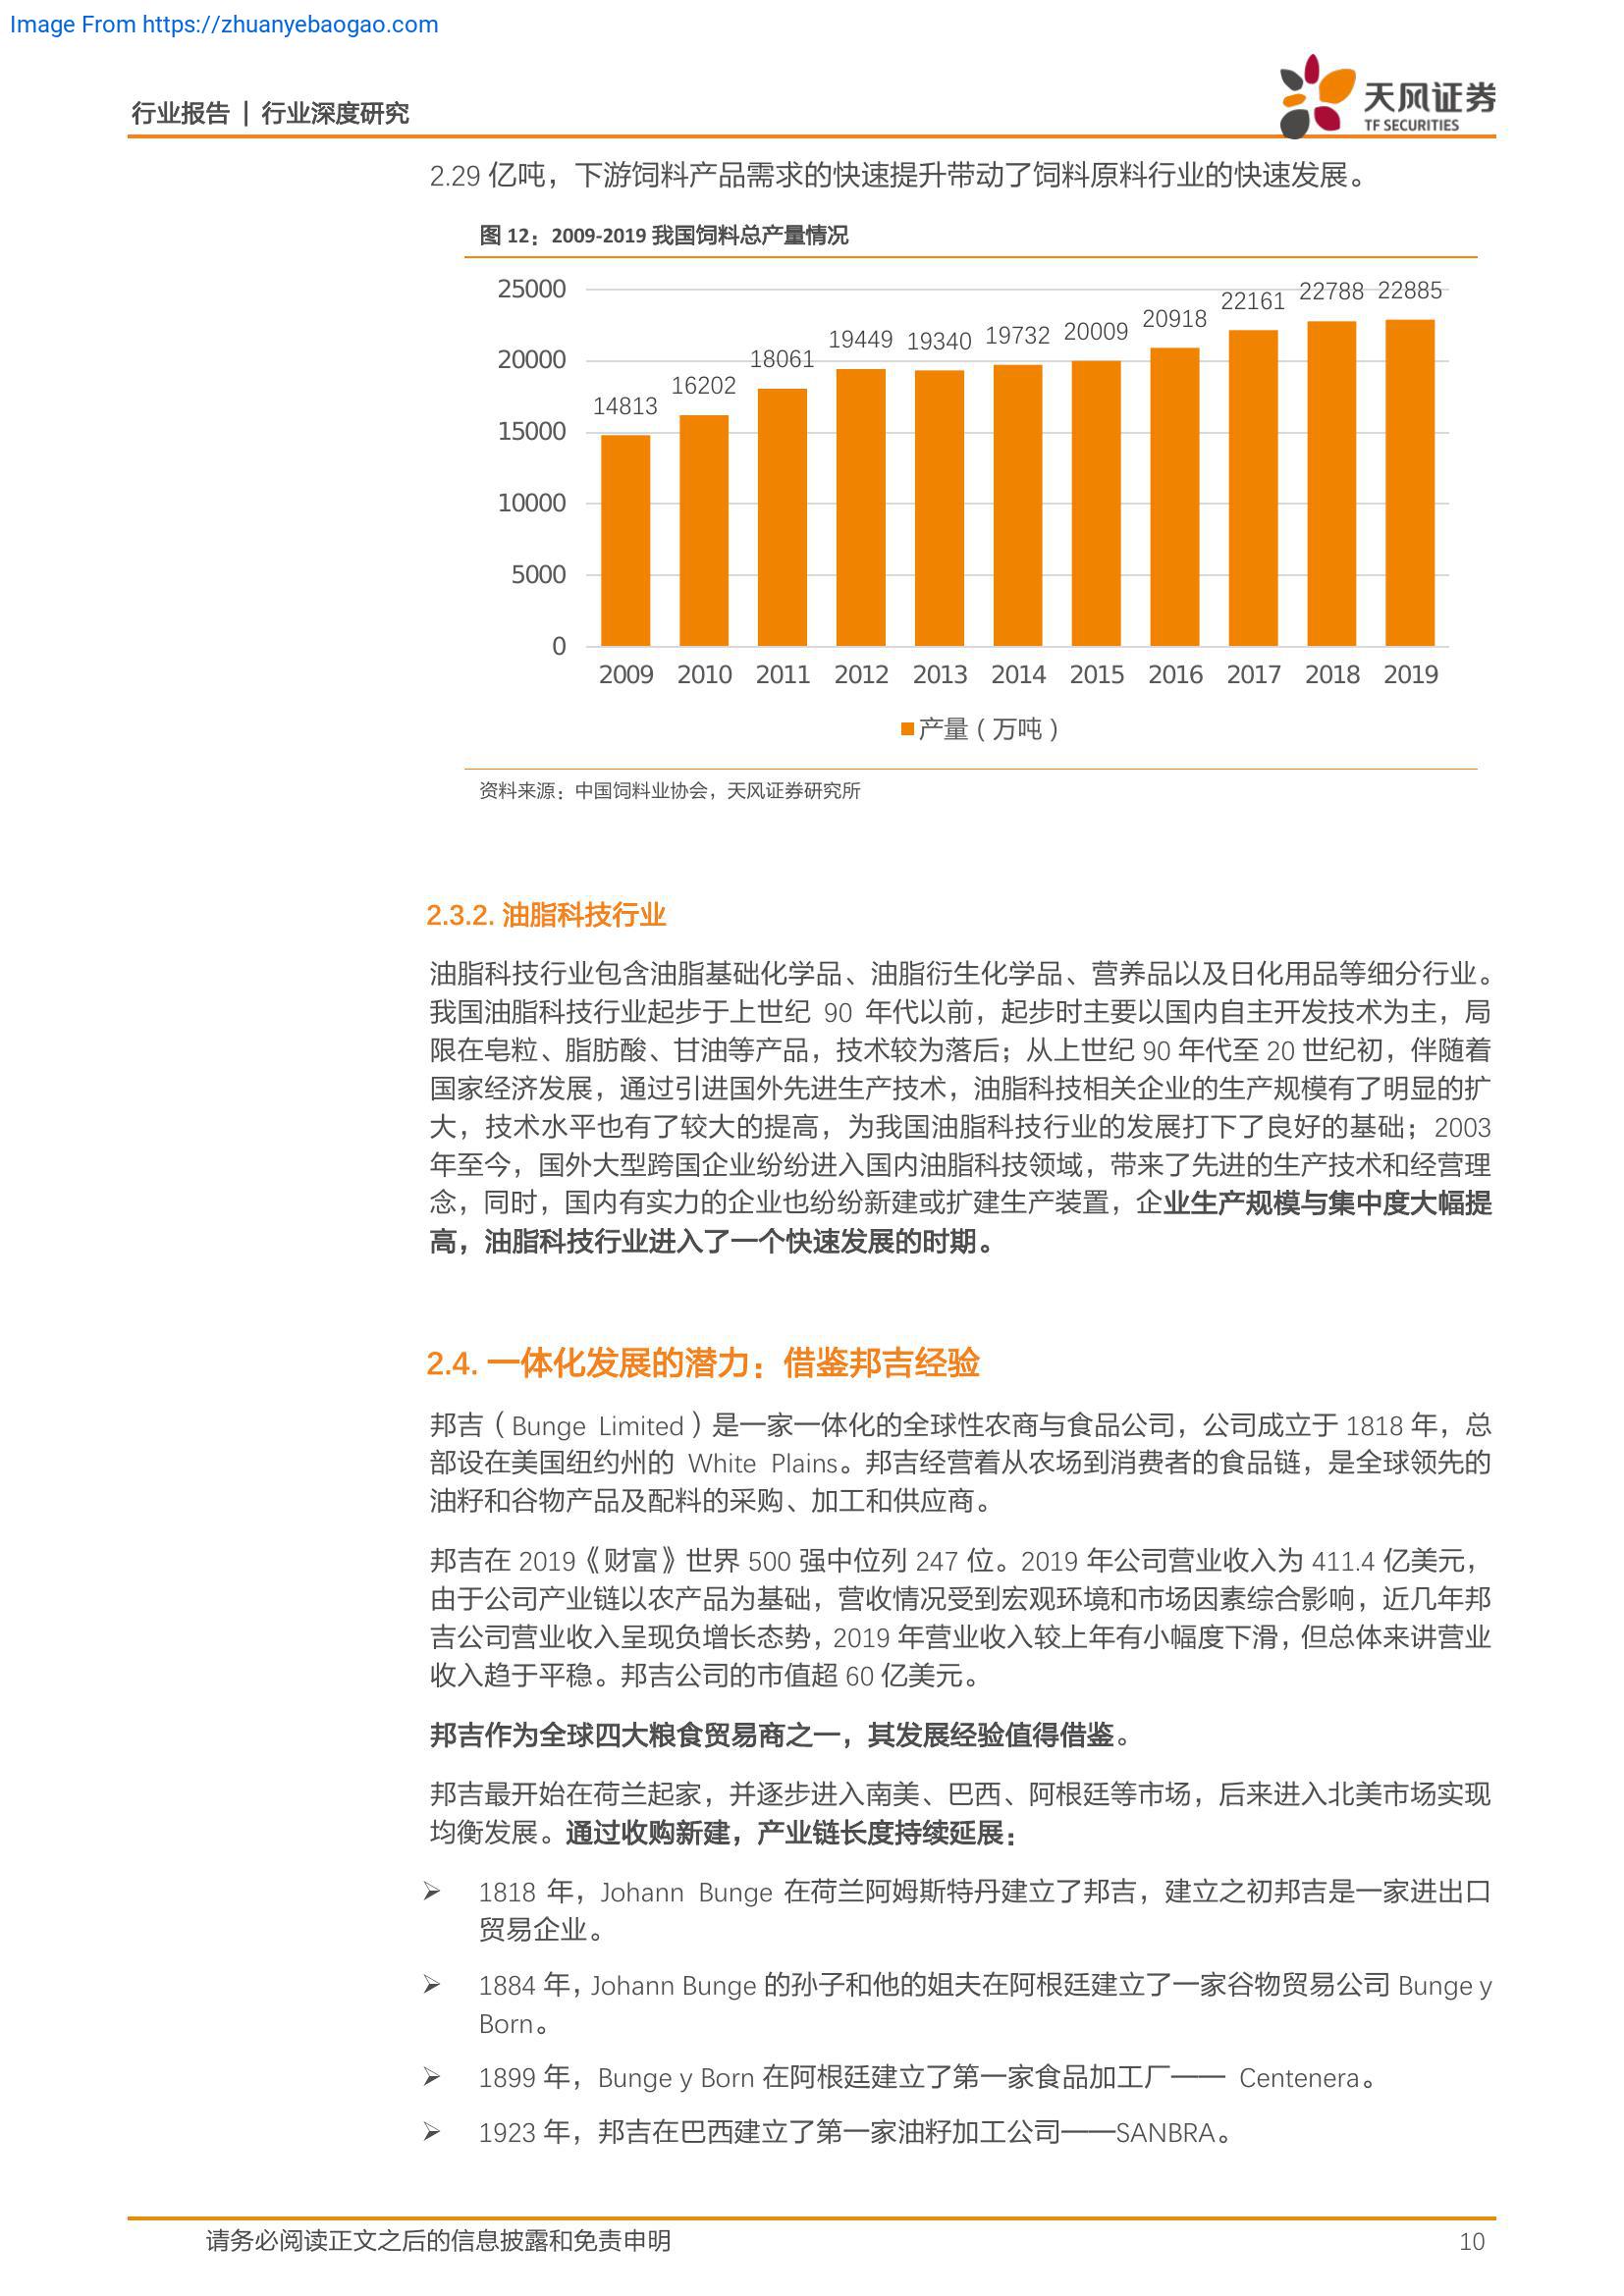 Image From https://zhuanyebaogao.com
行业报告 | 行业深度研究
天风证券
TF SECURITIES
2.29 亿吨，下游饲料产品需求的快速提升带动了饲料原料行业的快速发展。
图 12：2009-2019 我国饲料总产量情况
25000
20000
15000
10000
5000
0
14813 16202 18061 19449 19340 19732 20009 20918 22161 22788 22885
2009 2010 2011 2012 2013 2014 2015 2016 2017 2018 2019
产量（万吨）
资料来源：中国饲料业协会，天风证券研究所
2.3.2. 油脂科技行业
油脂科技行业包含油脂基础化学品、油脂衍生化学品、营养品以及日化用品等细分行业。
我国油脂科技行业起步于上世纪 90 年代以前，起步时主要以国内自主开发技术为主，局
限在皂粒、脂肪酸、甘油等产品，技术较为落后；从上世纪 90 年代至 20 世纪初，伴随着
国家经济发展，通过引进国外先进生产技术，油脂科技相关企业的生产规模有了明显的扩
大，技术水平也有了较大的提高，为我国油脂科技行业的发展打下了良好的基础；2003
年至今，国外大型跨国企业纷纷进入国内油脂科技领域，带来了先进的生产技术和经营理
念，同时，国内有实力的企业也纷纷新建或扩建生产装置，企业生产规模与集中度大幅提
高，油脂科技行业进入了一个快速发展的时期。
2.4. 一体化发展的潜力：借鉴邦吉经验
邦吉（Bunge Limited）是一家一体化的全球性农商与食品公司，公司成立于 1818 年，总
部设在美国纽约州的 White Plains。邦吉经营着从农场到消费者的食品链，是全球领先的
油籽和谷物产品及配料的采购、加工和供应商。
邦吉在 2019《财富》世界 500 强中位列 247 位。2019 年公司营业收入为 411.4 亿美元，
由于公司产业链以农产品为基础，营收情况受到宏观环境和市场因素综合影响，近几年邦
吉公司营业收入呈现负增长态势，2019 年营业收入较上年有小幅度下滑，但总体来讲营业
收入趋于平稳。邦吉公司的市值超 60 亿美元。
邦吉作为全球四大粮食贸易商之一，其发展经验值得借鉴。
邦吉最开始在荷兰起家，并逐步进入南美、巴西、阿根廷等市场，后来进入北美市场实现
均衡发展。通过收购新建，产业链长度持续延展：
➢ 1818 年，Johann Bunge 在荷兰阿姆斯特丹建立了邦吉，建立之初邦吉是一家进出口
贸易企业。
➢ 1884 年，Johann Bunge 的孙子和他的姐夫在阿根廷建立了一家谷物贸易公司 Bunge y
Born。
➢ 1899 年，Bunge y Born 在阿根廷建立了第一家食品加工厂—— Centenera。
➢ 1923 年，邦吉在巴西建立了第一家油籽加工公司——SANBRA。
请务必阅读正文之后的信息披露和免责申明
10